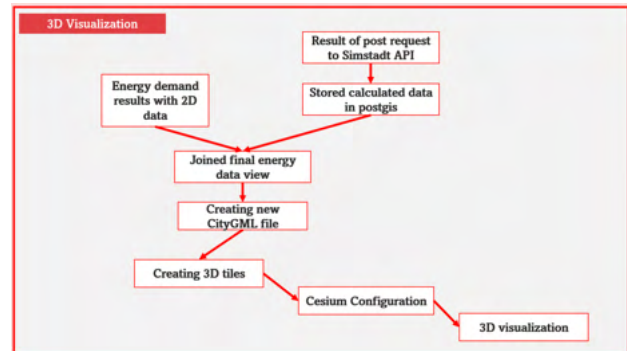 3D Visualization
Result of post request
to Simstadt API
Energy demand
results with 2D
data
Stored calculated data
in postgis
Joined final energy
data view
Creating new
CityGML file
Creating 3D tiles
Cesium Configuration
3D visualization